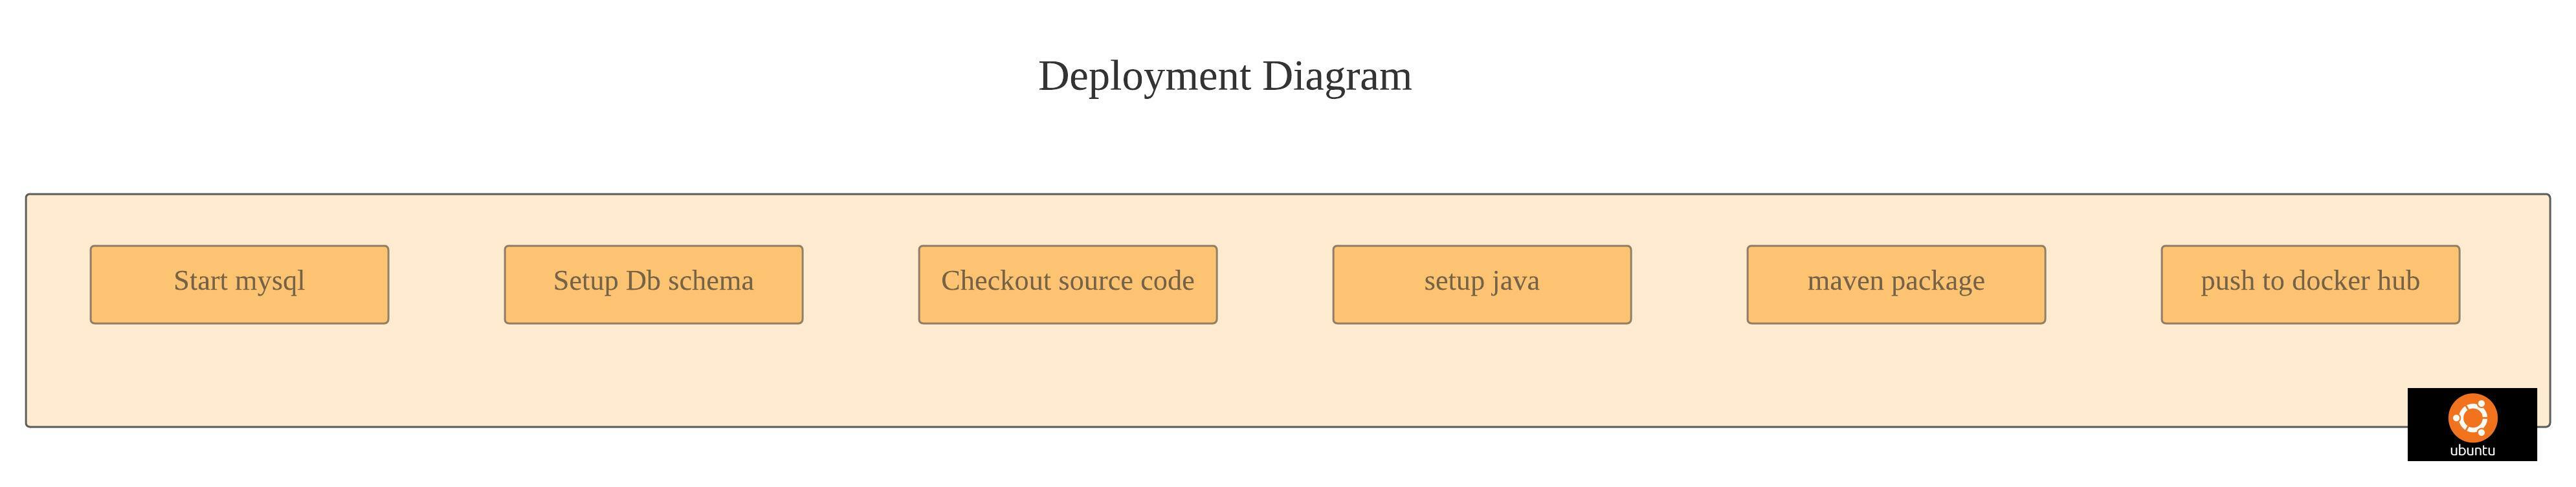 Deployment Diagram
Start mysql
Setup Db schema
Checkout source code
setup java
maven package
push to docker hub
ubuntu